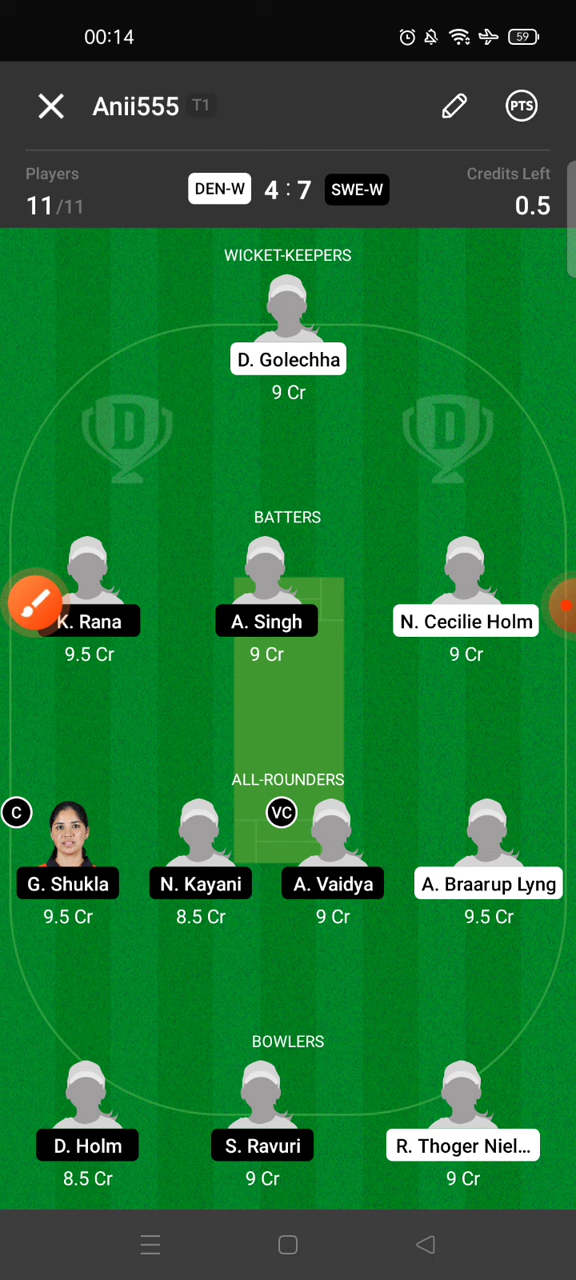 00:14
59
Anii555 T1
PTS
Players
Credits Left
11/11
DEN-W 4 : 7 SWE-W
0.5
WICKET-KEEPERS
D. Golechha
9 Cr
D D
BATTERS
K. Rana A. Singh N. Cecilie Holm
9.5 Cr 9 Cr 9 Cr
ALL-ROUNDERS
C VC
G. Shukla N. Kayani A. Vaidya A. Braarup Lyng
9.5 Cr 8.5 Cr 9 Cr 9.5 Cr
BOWLERS
D. Holm S. Ravuri R. Thoger Niel...
8.5 Cr 9 Cr 9 Cr